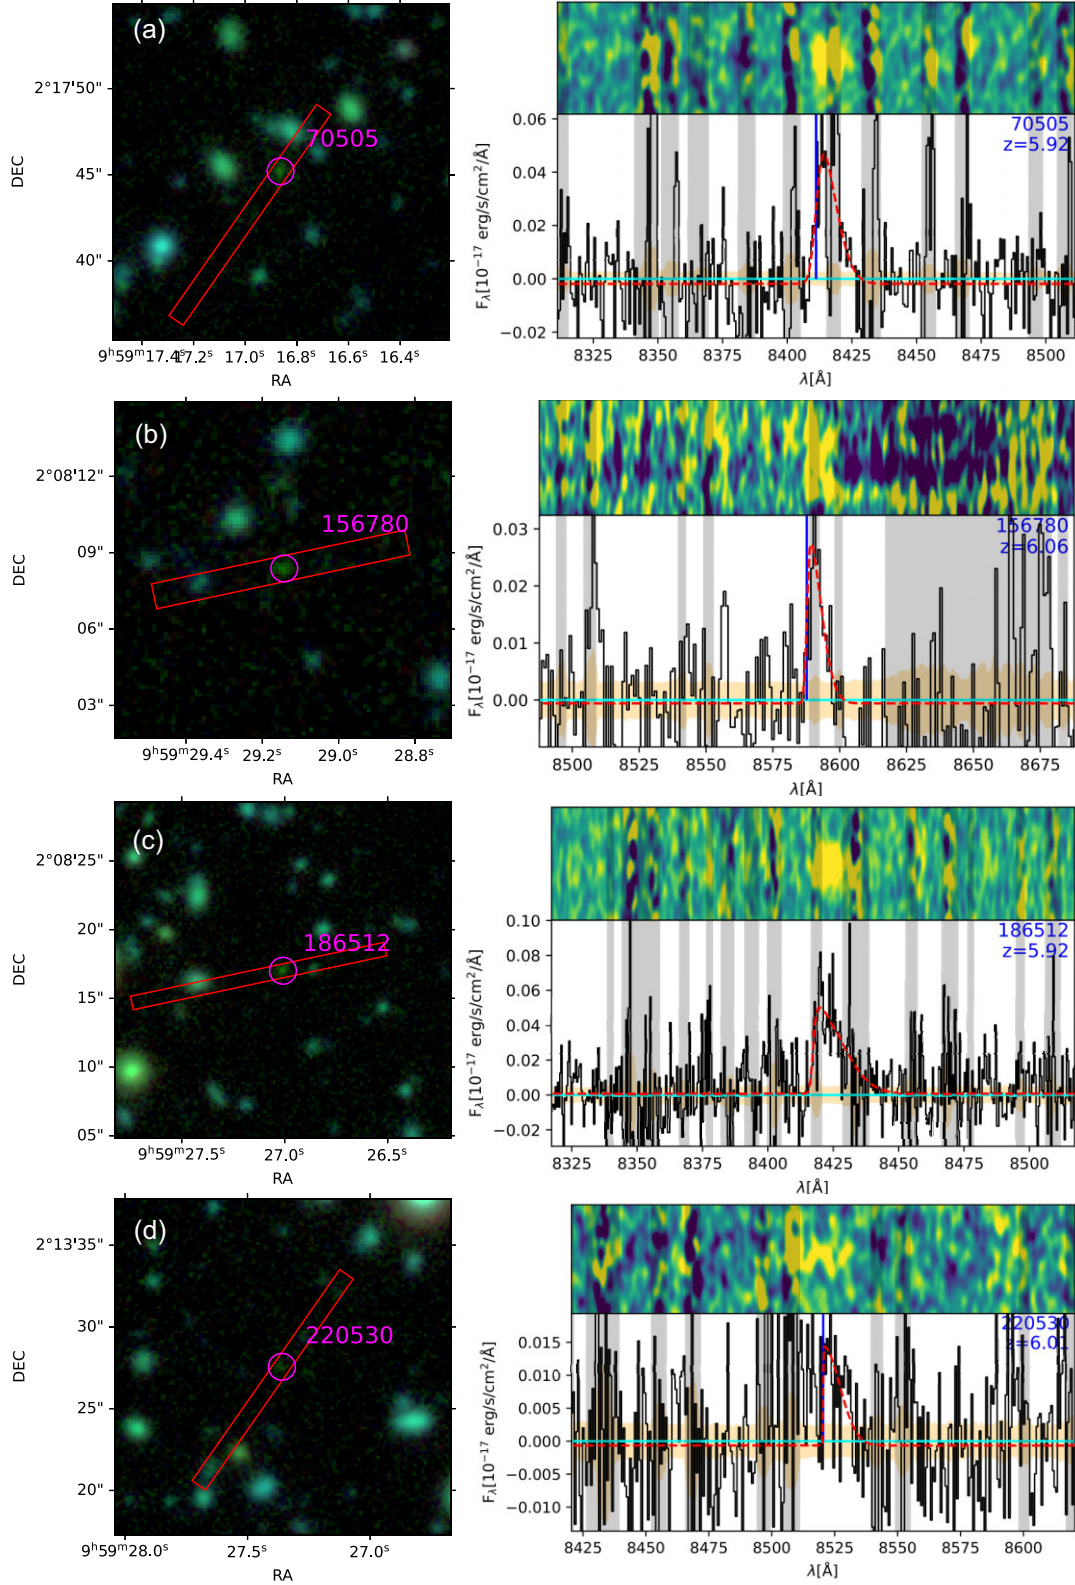 (a)
70505
2°17'50"
45"
40"
DEC
9ʰ59ᵐ17.4ˢ 17.2ˢ 17.0ˢ 16.8ˢ 16.6ˢ 16.4ˢ
RA
70505
z=5.92
0.06
0.04
0.02
0.00
−0.02
F_λ[10⁻¹⁷ erg/s/cm²/Å]
8325 8350 8375 8400 8425 8450 8475 8500
λ[Å]
(b)
156780
2°08'12"
09"
06"
03"
DEC
9ʰ59ᵐ29.4ˢ 29.2ˢ 29.0ˢ 28.8ˢ
RA
156780
z=6.06
0.03
0.02
0.01
0.00
F_λ[10⁻¹⁷ erg/s/cm²/Å]
8500 8525 8550 8575 8600 8625 8650 8675
λ[Å]
(c)
186512
2°08'25"
20"
15"
10"
05"
DEC
9ʰ59ᵐ27.5ˢ 27.0ˢ 26.5ˢ
RA
186512
z=5.92
0.10
0.08
0.06
0.04
0.02
0.00
−0.02
F_λ[10⁻¹⁷ erg/s/cm²/Å]
8325 8350 8375 8400 8425 8450 8475 8500
λ[Å]
(d)
220530
2°13'35"
30"
25"
20"
DEC
9ʰ59ᵐ28.0ˢ 27.5ˢ 27.0ˢ
RA
220530
z=6.01
0.015
0.010
0.005
0.000
−0.005
−0.010
F_λ[10⁻¹⁷ erg/s/cm²/Å]
8425 8450 8475 8500 8525 8550 8575 8600
λ[Å]